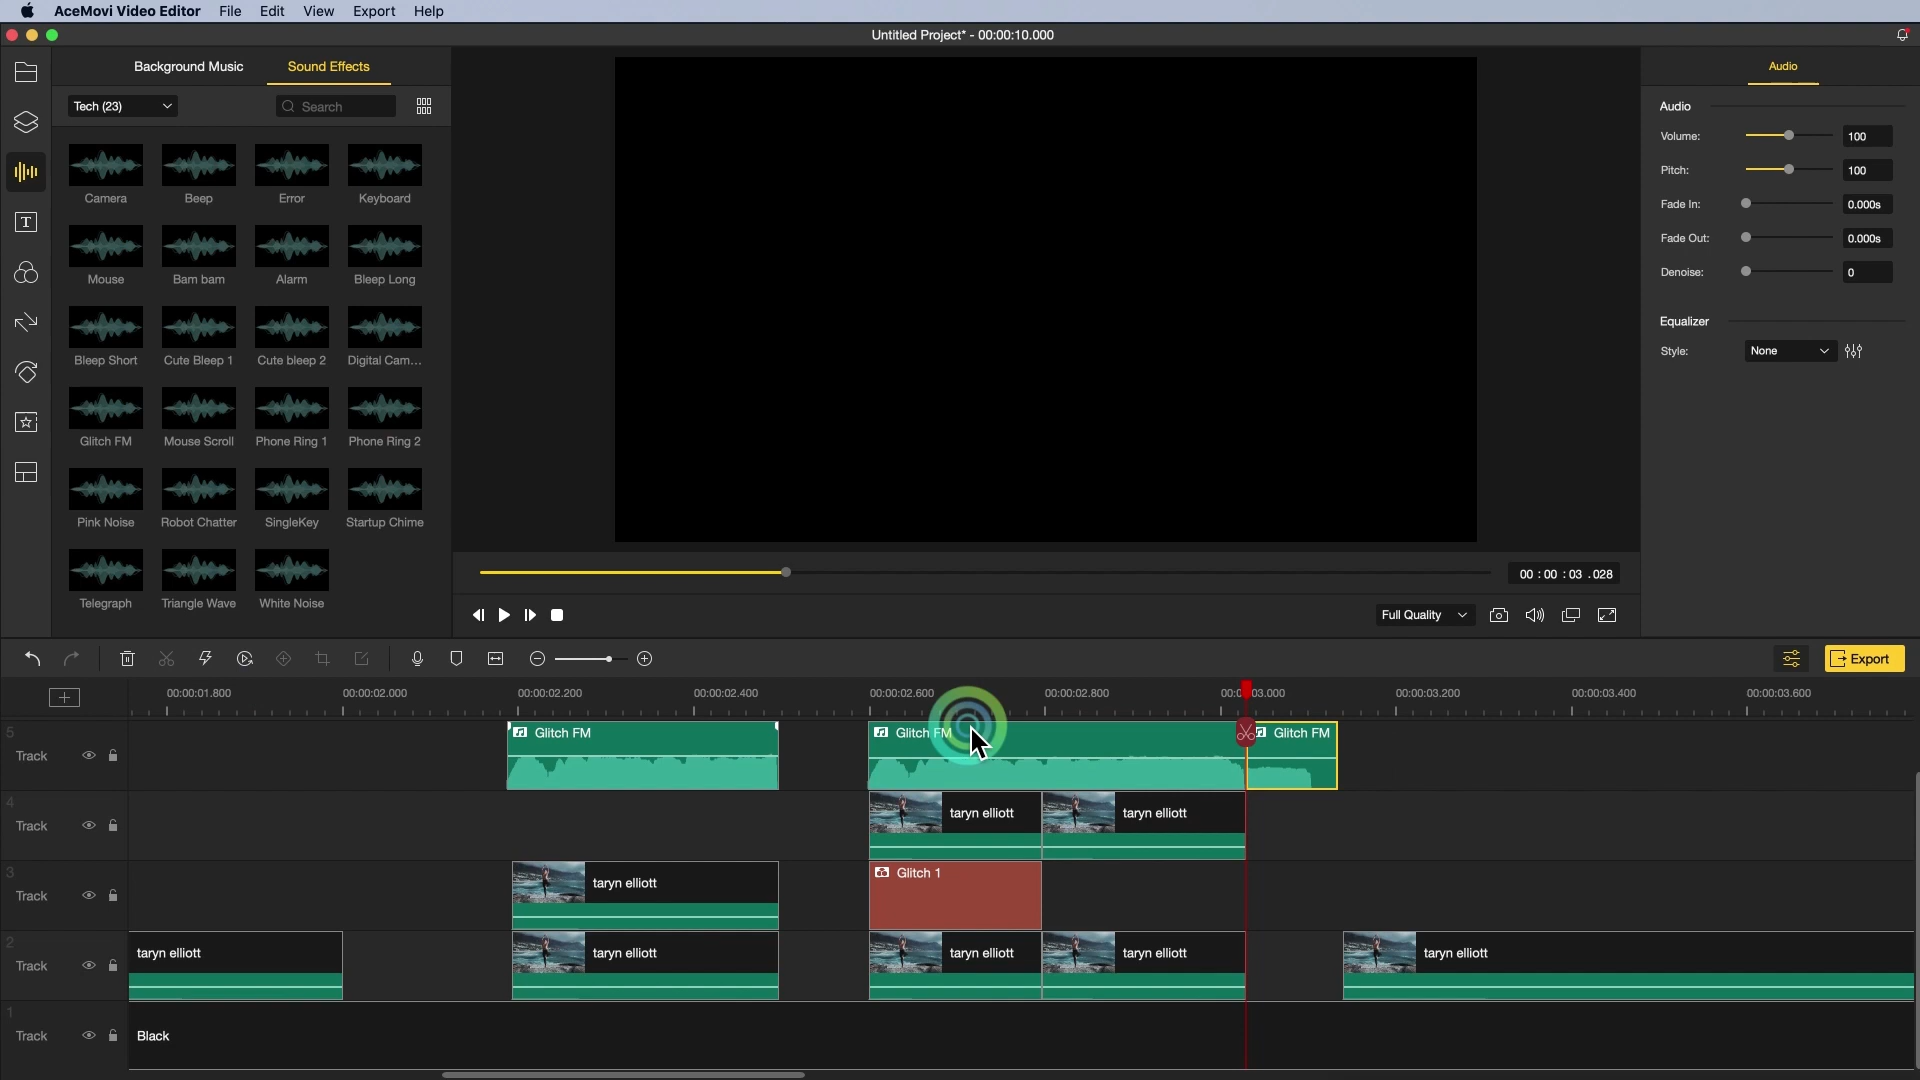 AceMovi Video Editor File Edit View Export Help
Untitled Project* - 00:00:10.000
Background Music Sound Effects
Audio
Tech (23) Search
Audio
Volume: 100
Pitch: 100
Fade In: 0.000s
Fade Out: 0.000s
Denoise: 0
Equalizer
Style: None
Camera Beep Error Keyboard
Mouse Bam bam Alarm Bleep Long
Bleep Short Cute Bleep 1 Cute bleep 2 Digital Cam...
Glitch FM Mouse Scroll Phone Ring 1 Phone Ring 2
Pink Noise Robot Chatter SingleKey Startup Chime
Telegraph Triangle Wave White Noise
00 : 00 : 03 .028
Full Quality
Export
00:00:01.800 00:00:02.000 00:00:02.200 00:00:02.400 00:00:02.600 00:00:02.800 00:00:03.000 00:00:03.200 00:00:03.400 00:00:03.600
5
Track Glitch FM Glitch FM Glitch FM
4
Track taryn elliott taryn elliott
3
Track taryn elliott Glitch 1
2
Track taryn elliott taryn elliott taryn elliott taryn elliott taryn elliott
1
Track Black